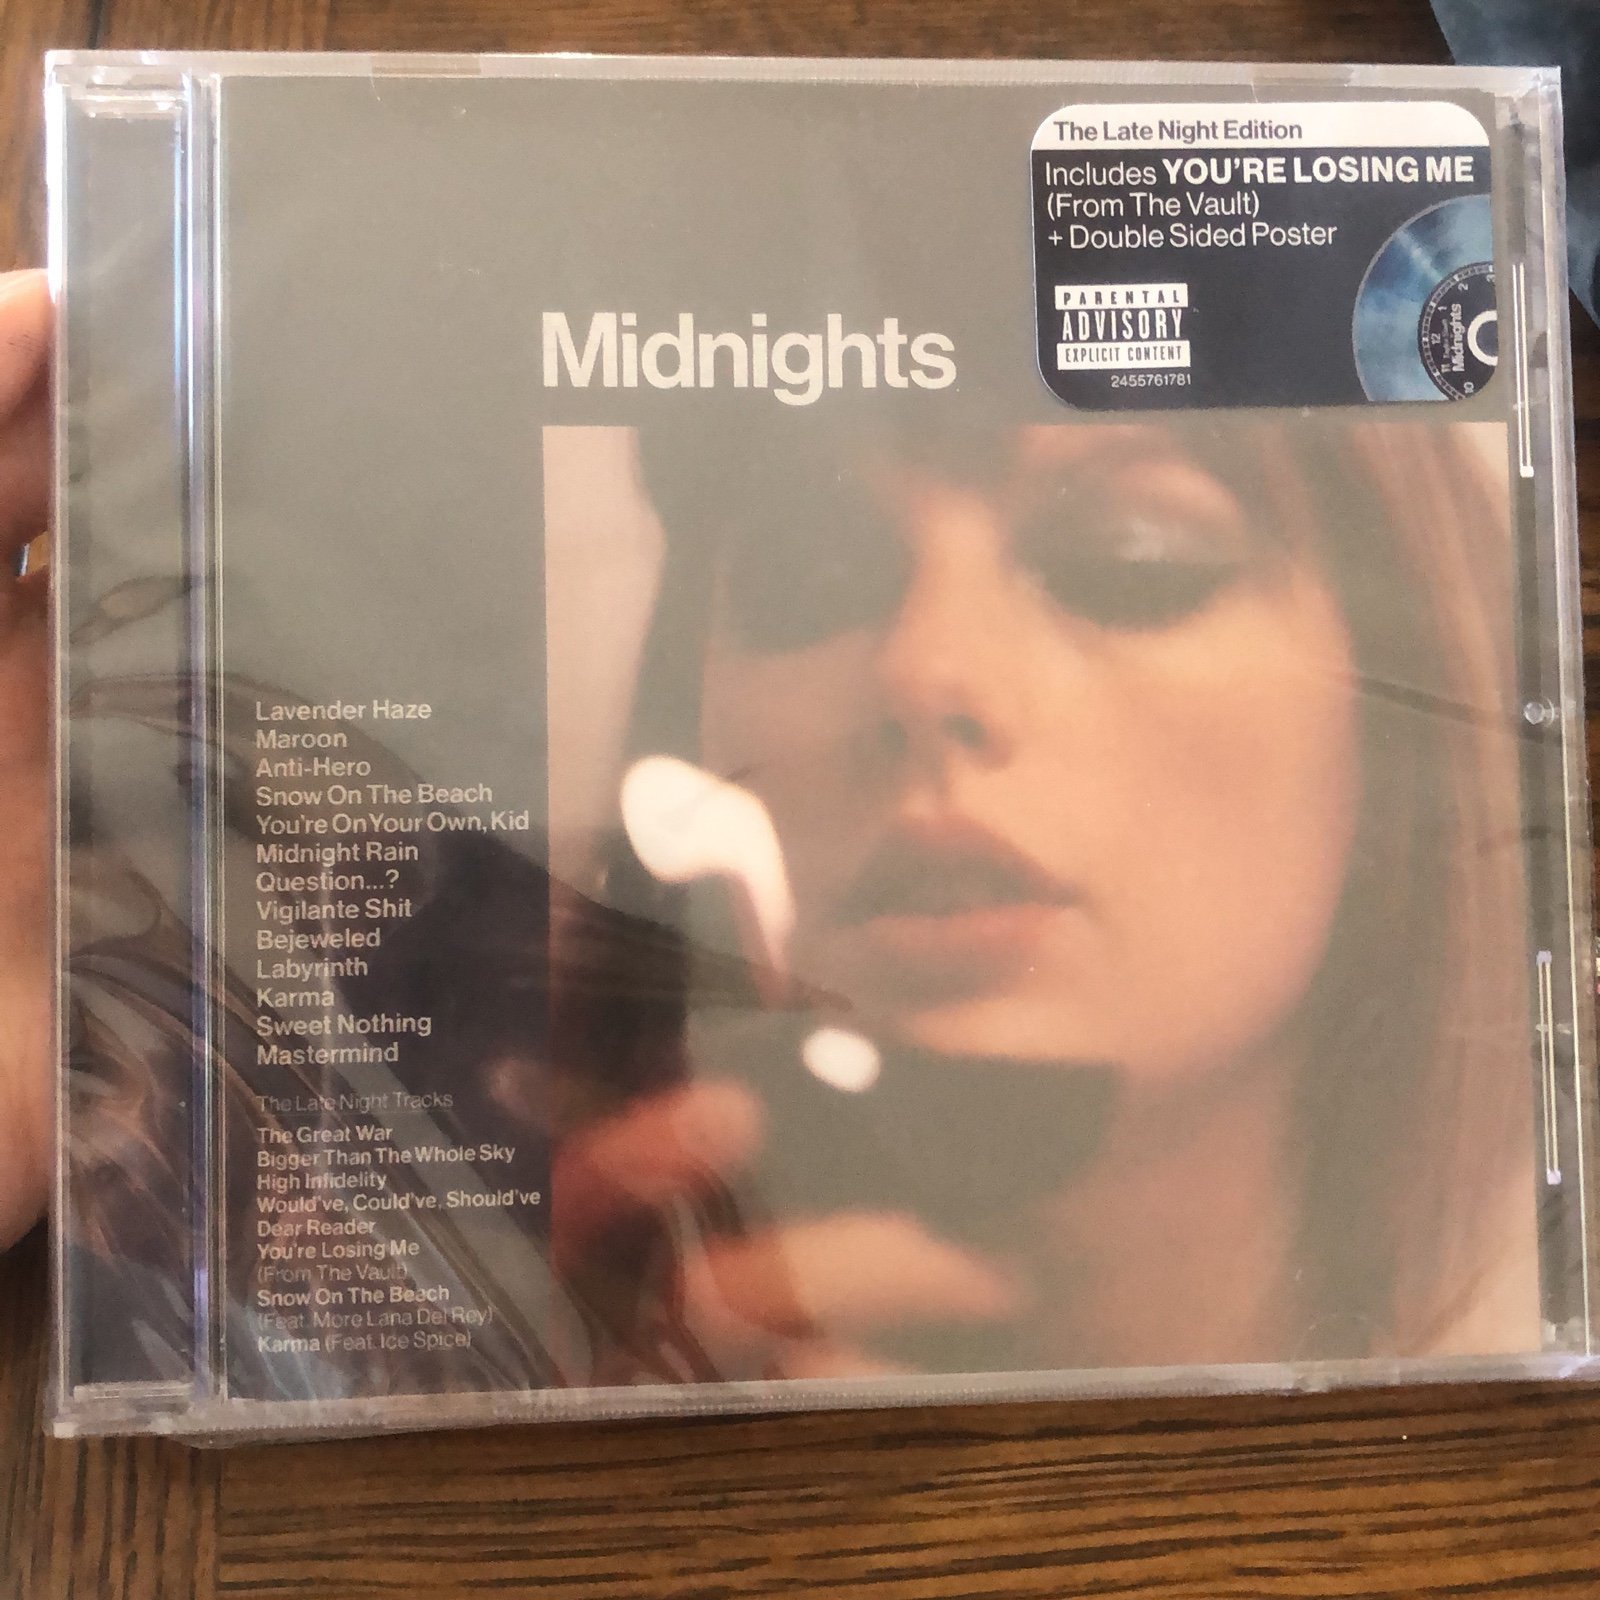 The Late Night Edition
Includes YOU'RE LOSING ME
(From The Vault)
+ Double Sided Poster
PARENTAL
ADVISORY
EXPLICIT CONTENT
2455761781
Midnights
Midnights
Lavender Haze
Maroon
Anti-Hero
Snow On The Beach
You're On Your Own, Kid
Midnight Rain
Question...?
Vigilante Shit
Bejeweled
Labyrinth
Karma
Sweet Nothing
Mastermind
The Late Night Tracks
The Great War
Bigger Than The Whole Sky
High Infidelity
Would've, Could've, Should've
Dear Reader
You're Losing Me
(From The Vault)
Snow On The Beach
(Feat. More Lana Del Rey)
Karma (Feat. Ice Spice)